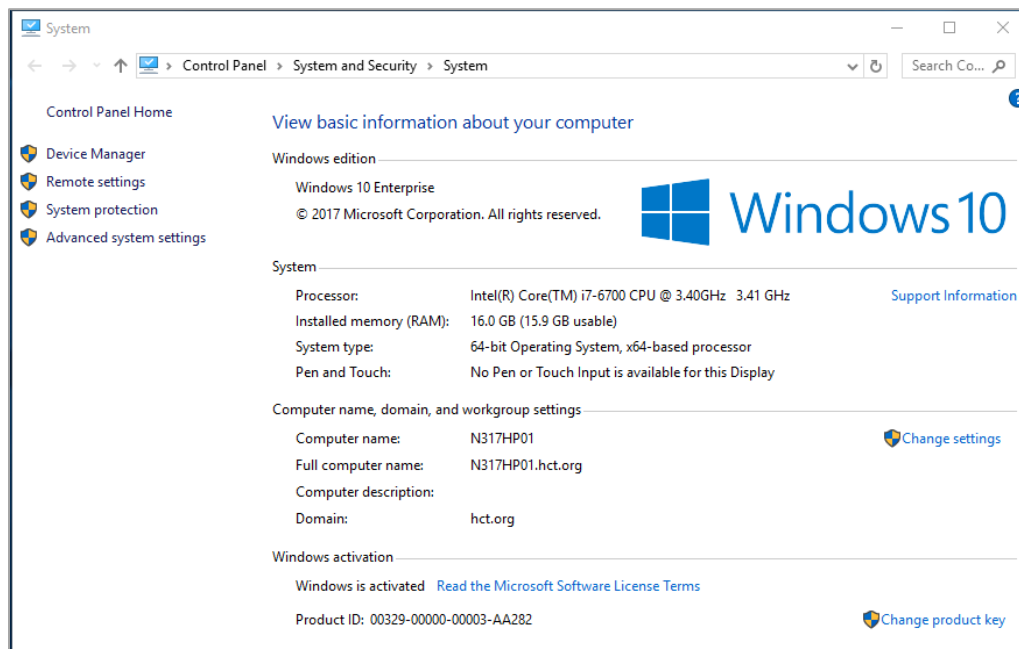 System
Control Panel > System and Security > System
Search Co...
Control Panel Home
Device Manager
Remote settings
System protection
Advanced system settings
View basic information about your computer
Windows edition
Windows 10 Enterprise
© 2017 Microsoft Corporation. All rights reserved.
Windows 10
System
Processor: Intel(R) Core(TM) i7-6700 CPU @ 3.40GHz 3.41 GHz
Support Information
Installed memory (RAM): 16.0 GB (15.9 GB usable)
System type: 64-bit Operating System, x64-based processor
Pen and Touch: No Pen or Touch Input is available for this Display
Computer name, domain, and workgroup settings
Computer name: N317HP01
Change settings
Full computer name: N317HP01.hct.org
Computer description:
Domain: hct.org
Windows activation
Windows is activated Read the Microsoft Software License Terms
Product ID: 00329-00000-00003-AA282
Change product key